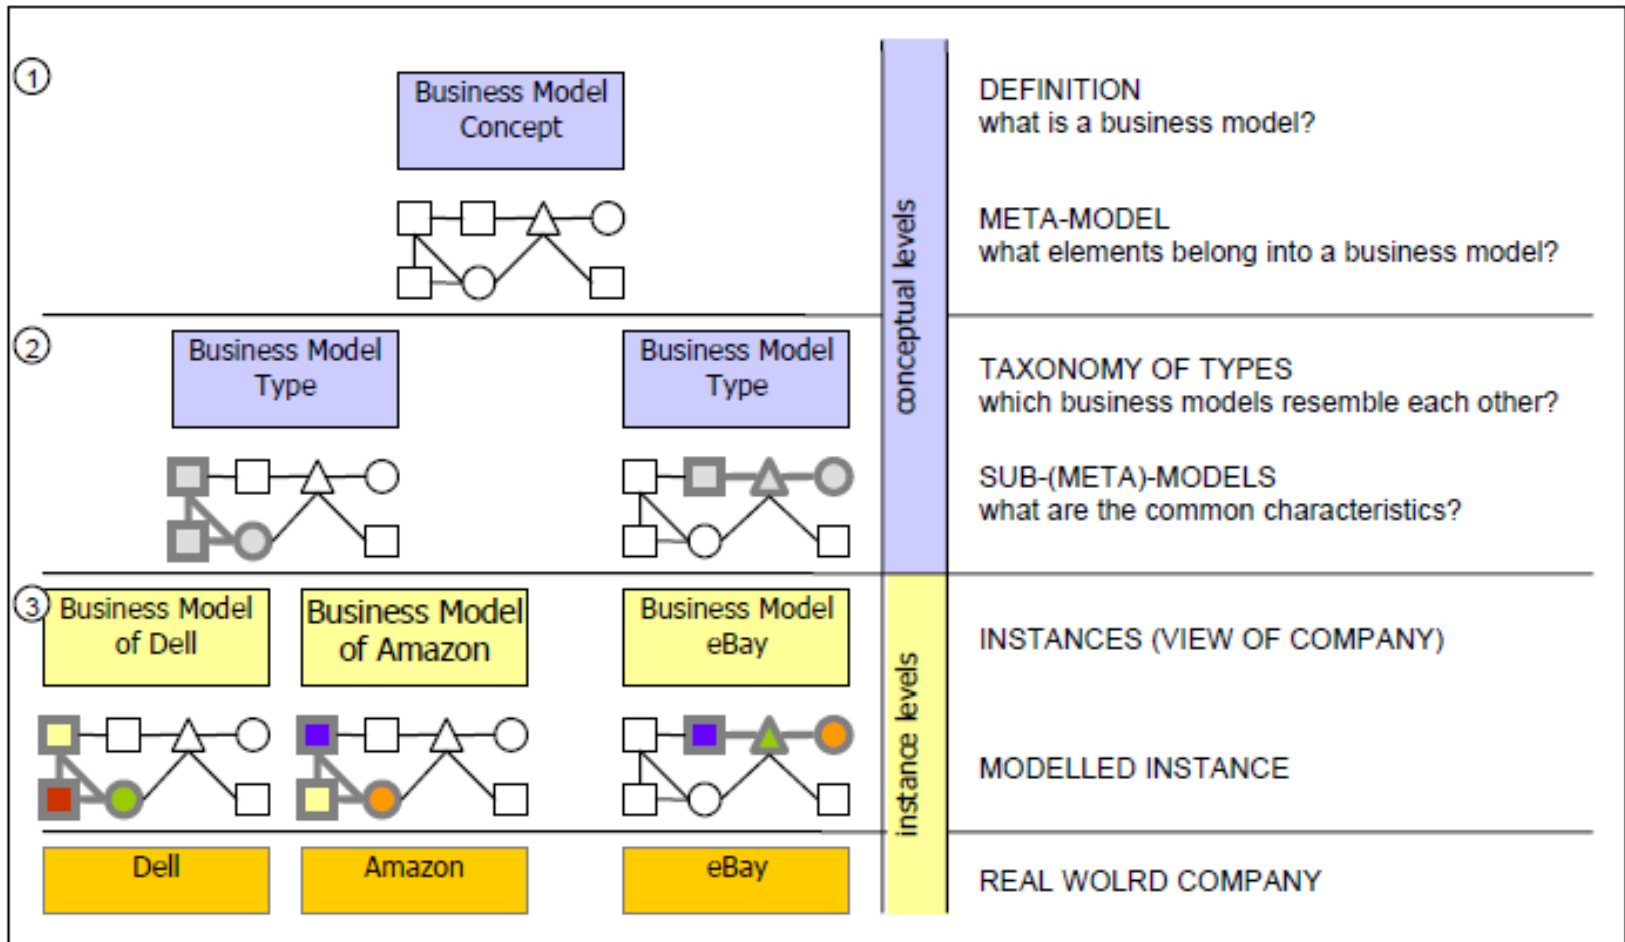 1
Business Model
Concept
DEFINITION
what is a business model?
META-MODEL
what elements belong into a business model?
conceptual levels
2
Business Model
Type
Business Model
Type
TAXONOMY OF TYPES
which business models resemble each other?
SUB-(META)-MODELS
what are the common characteristics?
3
Business Model
of Dell
Business Model
of Amazon
Business Model
eBay
INSTANCES (VIEW OF COMPANY)
instance levels
MODELLED INSTANCE
Dell
Amazon
eBay
REAL WOLRD COMPANY